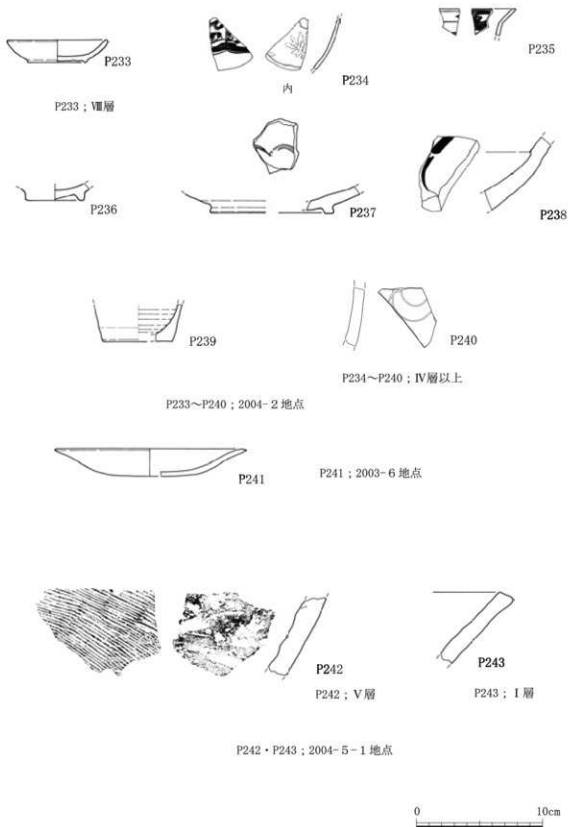 P233
P234
P235
内
P233 ; Ⅷ層
P236
P237
P238
P239
P240
P234〜P240 ; Ⅳ層以上
P233〜P240 ; 2004-2地点
P241
P241 ; 2003-6地点
P242
P243
P242 ; Ⅴ層
P243 ; Ⅰ層
P242・P243 ; 2004-5-1地点
0 10cm